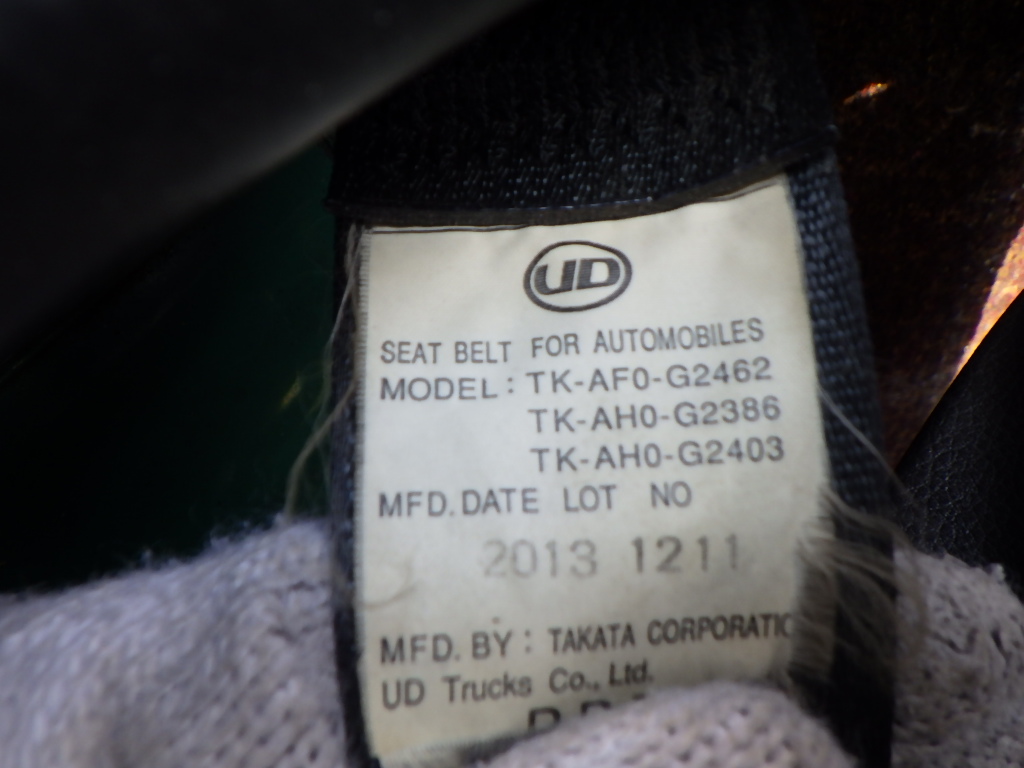 UD
SEAT BELT FOR AUTOMOBILES
MODEL: TK-AF0-G2462
TK-AH0-G2386
TK-AH0-G2403
MFD. DATE LOT NO
2013 1211
MFD. BY: TAKATA CORPORATIO
UD Trucks Co., Ltd.